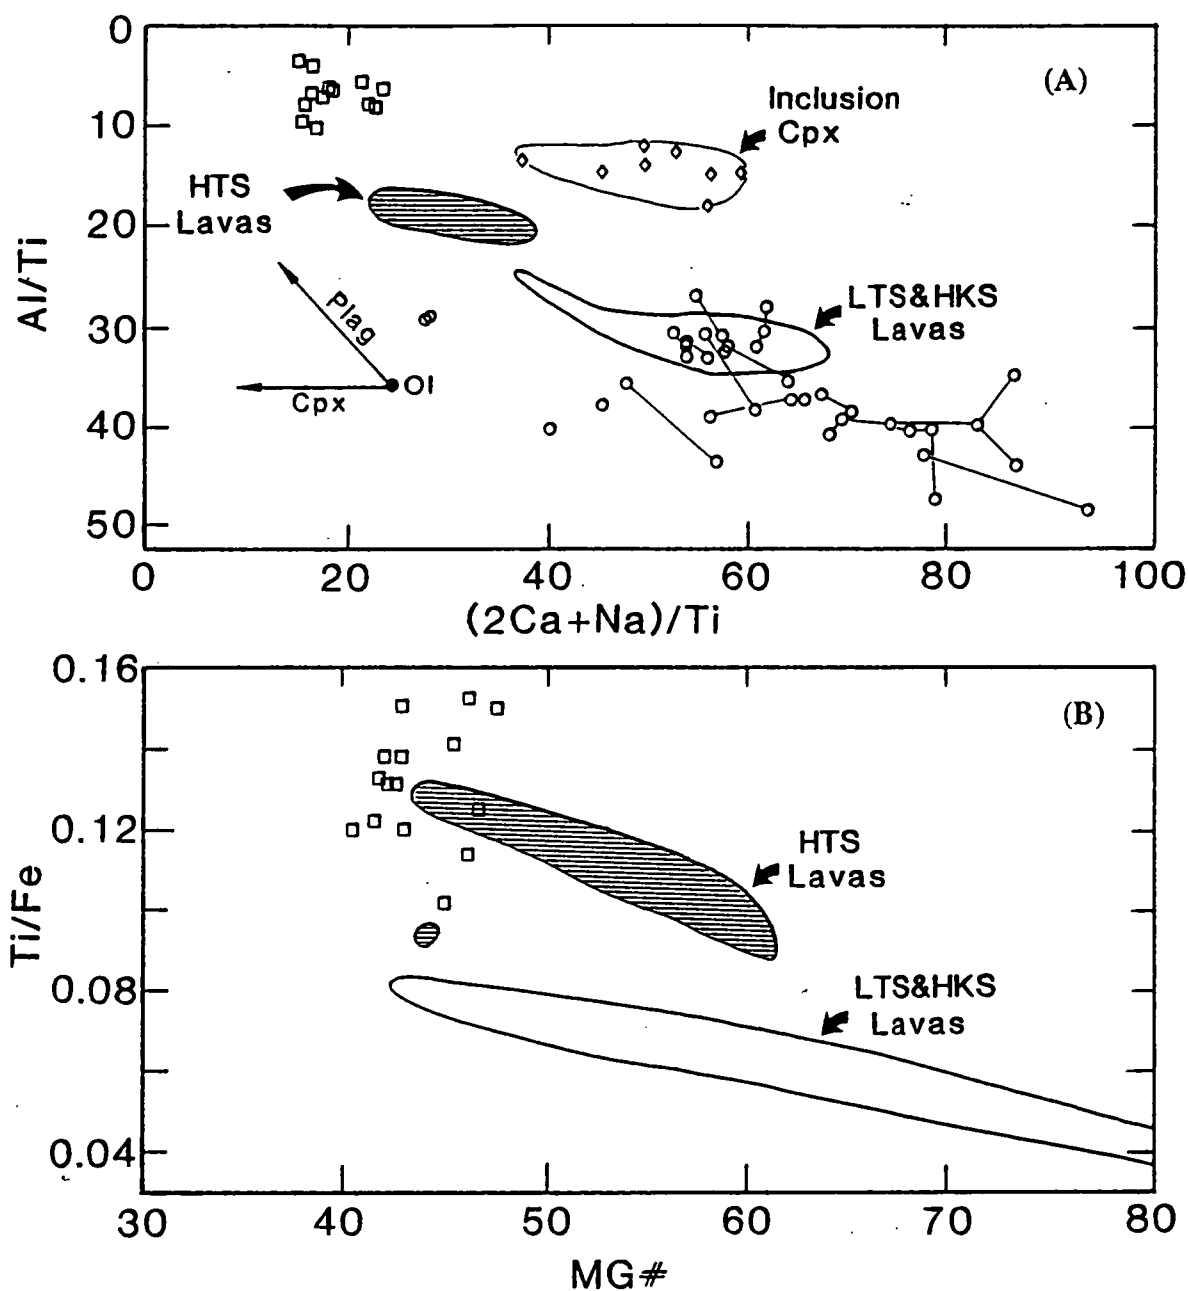 0
(A)
Inclusion
Cpx
10
HTS
Lavas
20
Al/Ti
LTS&HKS
Lavas
30
Plag
Ol
Cpx
40
50
0 20 40 60 80 100
(2Ca+Na)/Ti
0.16
(B)
0.12
HTS
Lavas
Ti/Fe
LTS&HKS
Lavas
0.08
0.04
30 40 50 60 70 80
MG#